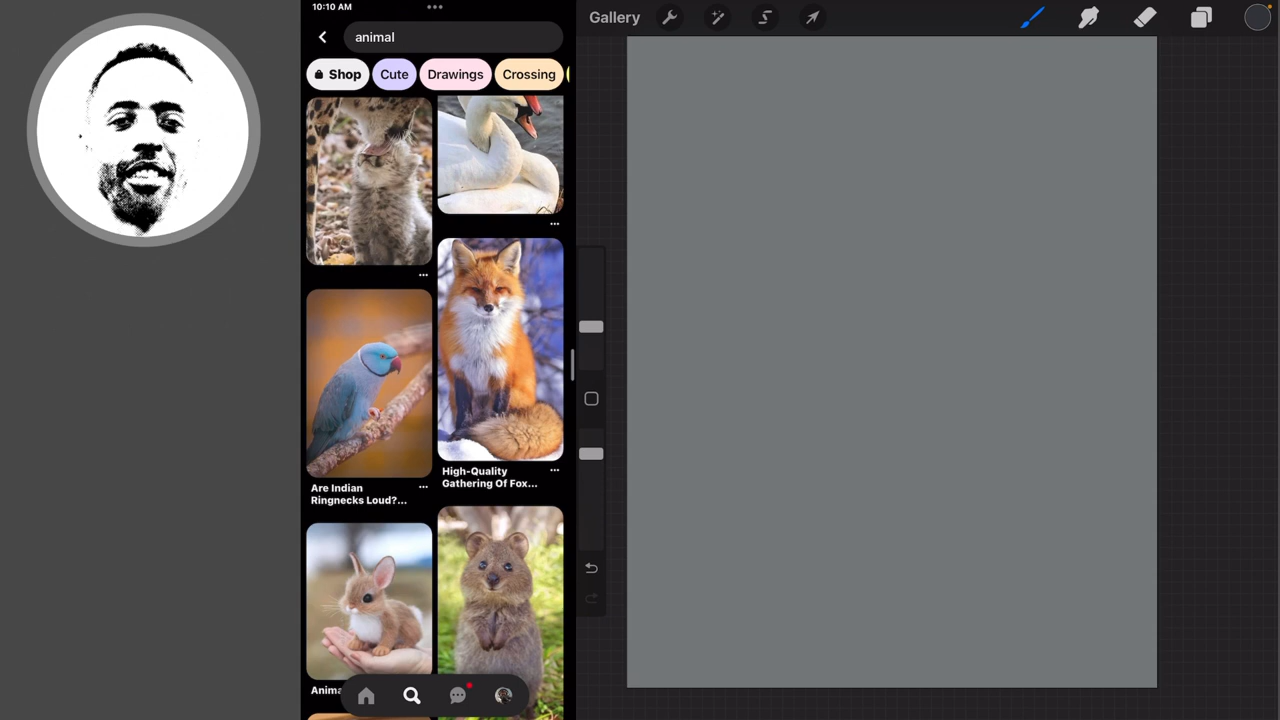 10:10 AM
Gallery
animal
Shop
Cute
Drawings
Crossing
Are Indian
Ringnecks Loud?...
High-Quality
Gathering Of Fox...
Anima